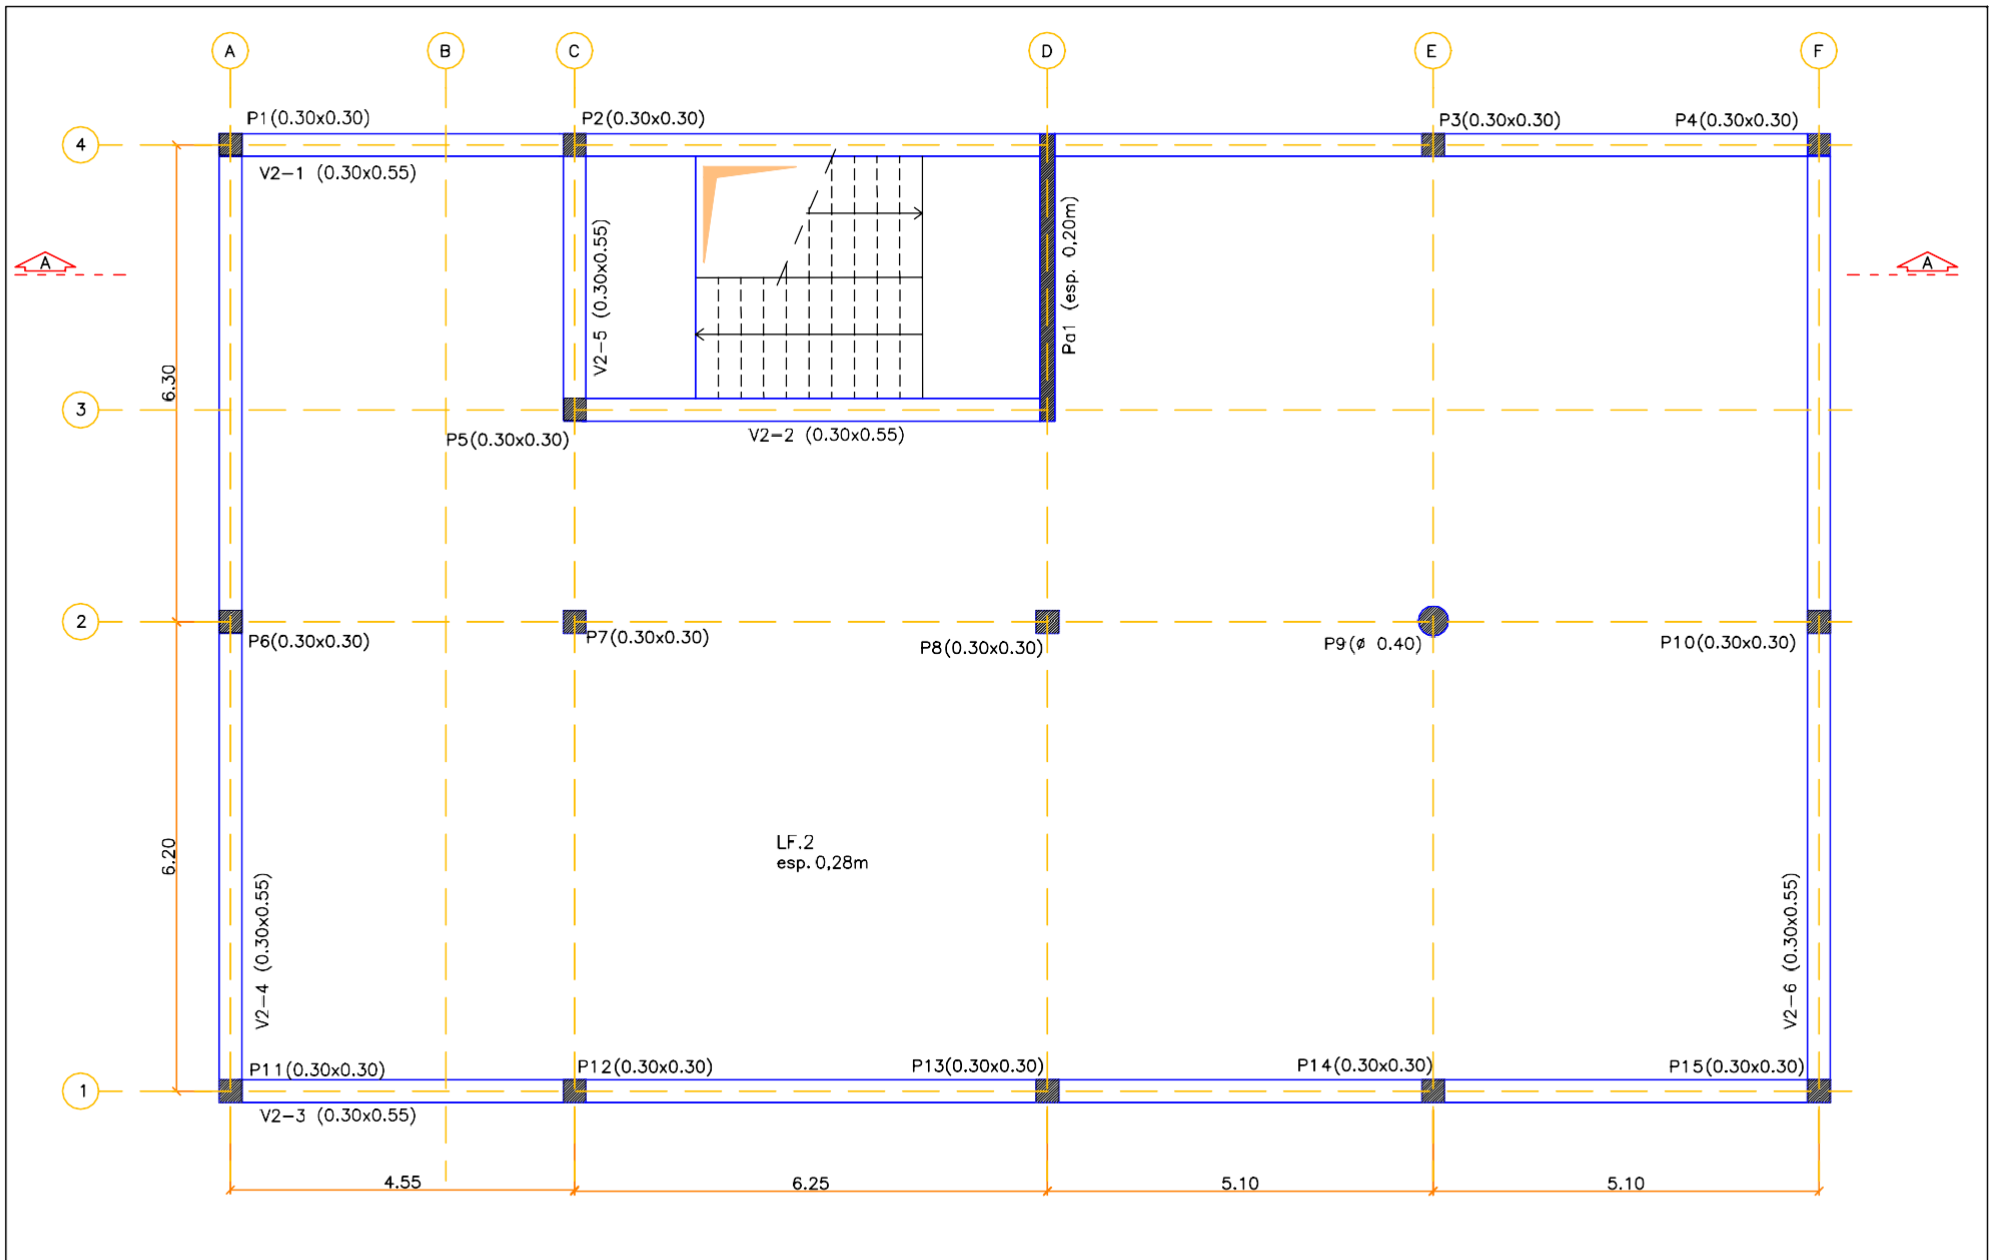 A B C D E F
P1(0.30x0.30) P2(0.30x0.30) P3(0.30x0.30) P4(0.30x0.30)
4
V2-1 (0.30x0.55)
V2-5 (0.30x0.55)
Pa1 (esp. 0,20m)
A A
6.30
3
P5(0.30x0.30) V2-2 (0.30x0.55)
2
P6(0.30x0.30) P7(0.30x0.30) P8(0.30x0.30) P9(ø 0.40) P10(0.30x0.30)
6.20
LF.2
esp. 0,28m
V2-4 (0.30x0.55)
V2-6 (0.30x0.55)
P11(0.30x0.30) P12(0.30x0.30) P13(0.30x0.30) P14(0.30x0.30) P15(0.30x0.30)
1
V2-3 (0.30x0.55)
4.55 6.25 5.10 5.10